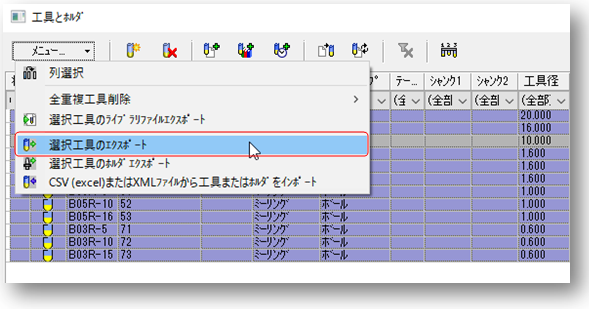 工具とホルダ
メニュー...
列選択
全重複工具削除
選択工具のライブラリファイルエクスポート
選択工具のエクスポート
選択工具のホルダエクスポート
CSV (excel)またはXMLファイルから工具またはホルダをインポート
テー... シャンク1 シャンク2 工具径
(全 (全部 (全部 (全部
20.000
16.000
10.000
1.600
1.600
1.600
1.000
B05R-10 52 ミーリング ボール 1.000
B05R-16 53 ミーリング ボール 1.000
B03R-5 71 ミーリング ボール 0.600
B03R-10 72 ミーリング ボール 0.600
B03R-15 73 ミーリング ボール 0.600